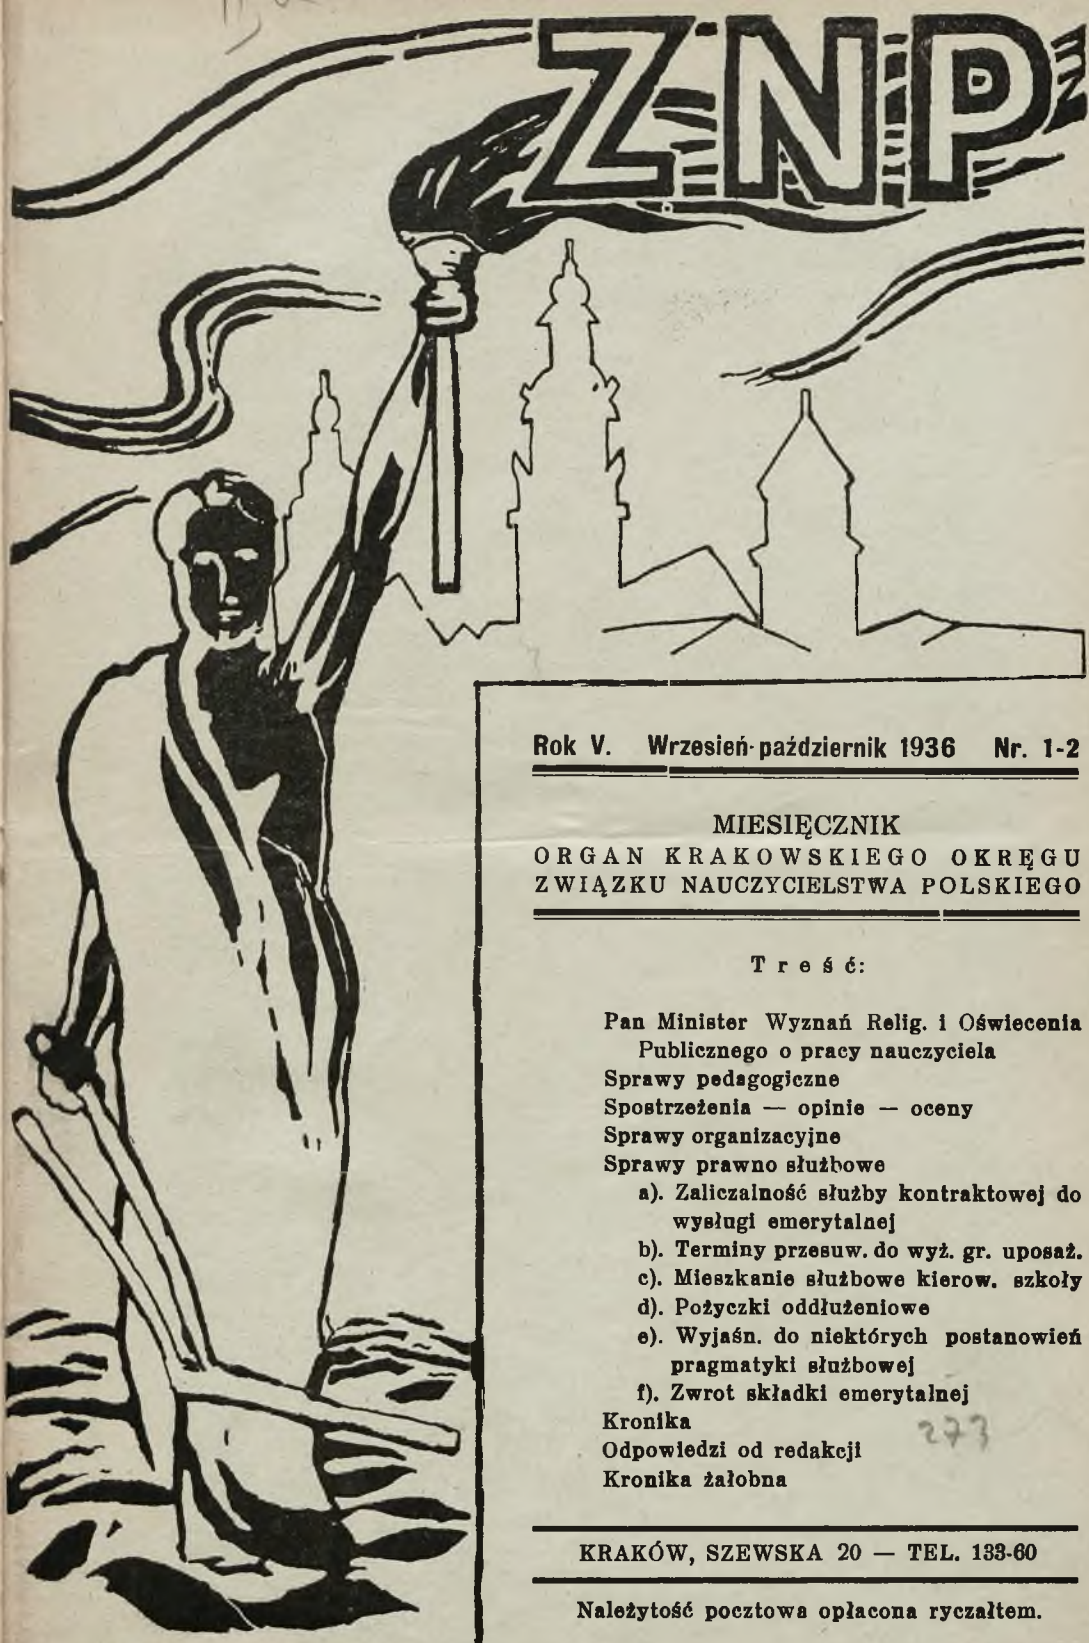 ZNP
Rok V. Wrzesień-październik 1936 Nr. 1-2
MIESIĘCZNIK
ORGAN KRAKOWSKIEGO OKRĘGU
ZWIĄZKU NAUCZYCIELSTWA POLSKIEGO
Treść:
Pan Minister Wyznań Relig. i Oświecenia
Publicznego o pracy nauczyciela
Sprawy pedagogiczne
Spostrzeżenia — opinie — oceny
Sprawy organizacyjne
Sprawy prawno służbowe
a). Zaliczalność służby kontraktowej do
wysługi emerytalnej
b). Terminy przesuw. do wyż. gr. uposaż.
c). Mieszkanie służbowe kierow. szkoły
d). Pożyczki oddłużeniowe
e). Wyjaśn. do niektórych postanowień
pragmatyki służbowej
f). Zwrot składki emerytalnej
Kronika
273
Odpowiedzi od redakcji
Kronika żałobna
KRAKÓW, SZEWSKA 20 — TEL. 133-60
Należytość pocztowa opłacona ryczałtem.